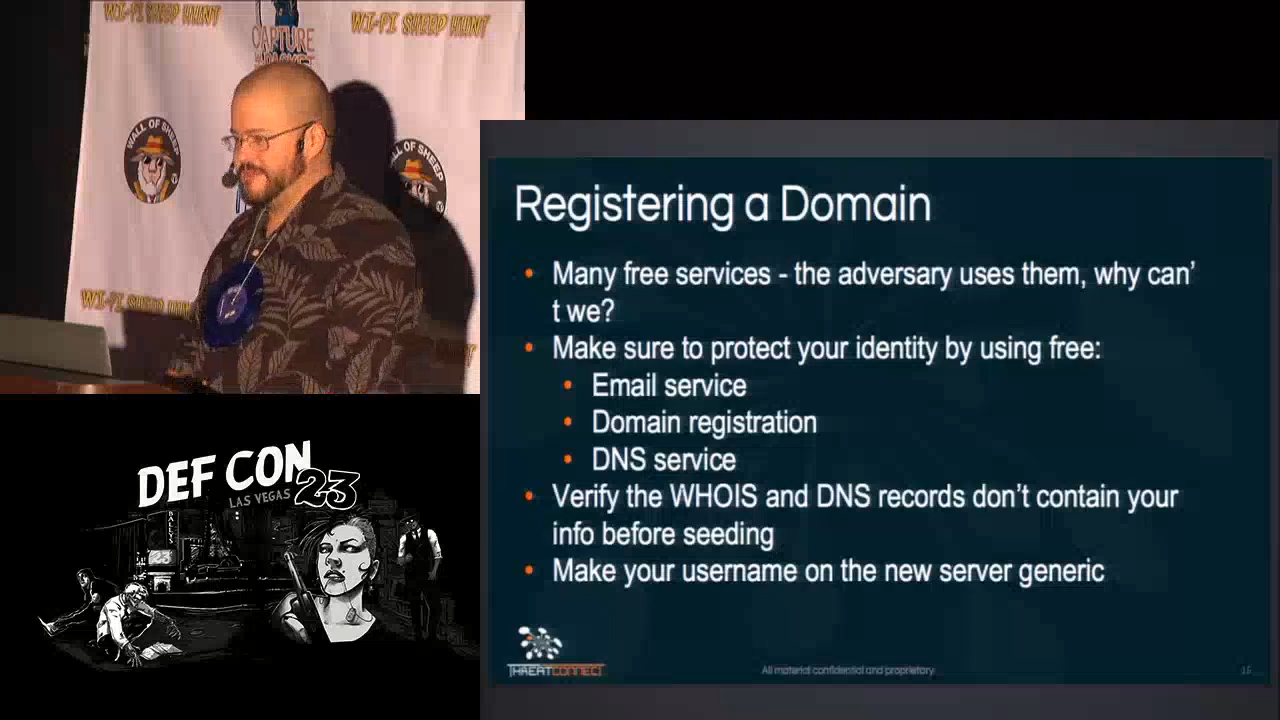 WI-FI SHEEP HUNT
WI-FI SHEEP HUNT
CAPTURE
WALL OF SHEEP
LL OF SHEEP
WI-FI SHEEP HUN
DEF CON
23
LAS VEGAS
BALLYS
Registering a Domain
• Many free services - the adversary uses them, why can'
t we?
• Make sure to protect your identity by using free:
• Email service
• Domain registration
• DNS service
• Verify the WHOIS and DNS records don't contain your
info before seeding
• Make your username on the new server generic
THREATCONNECT
All material confidential and proprietary